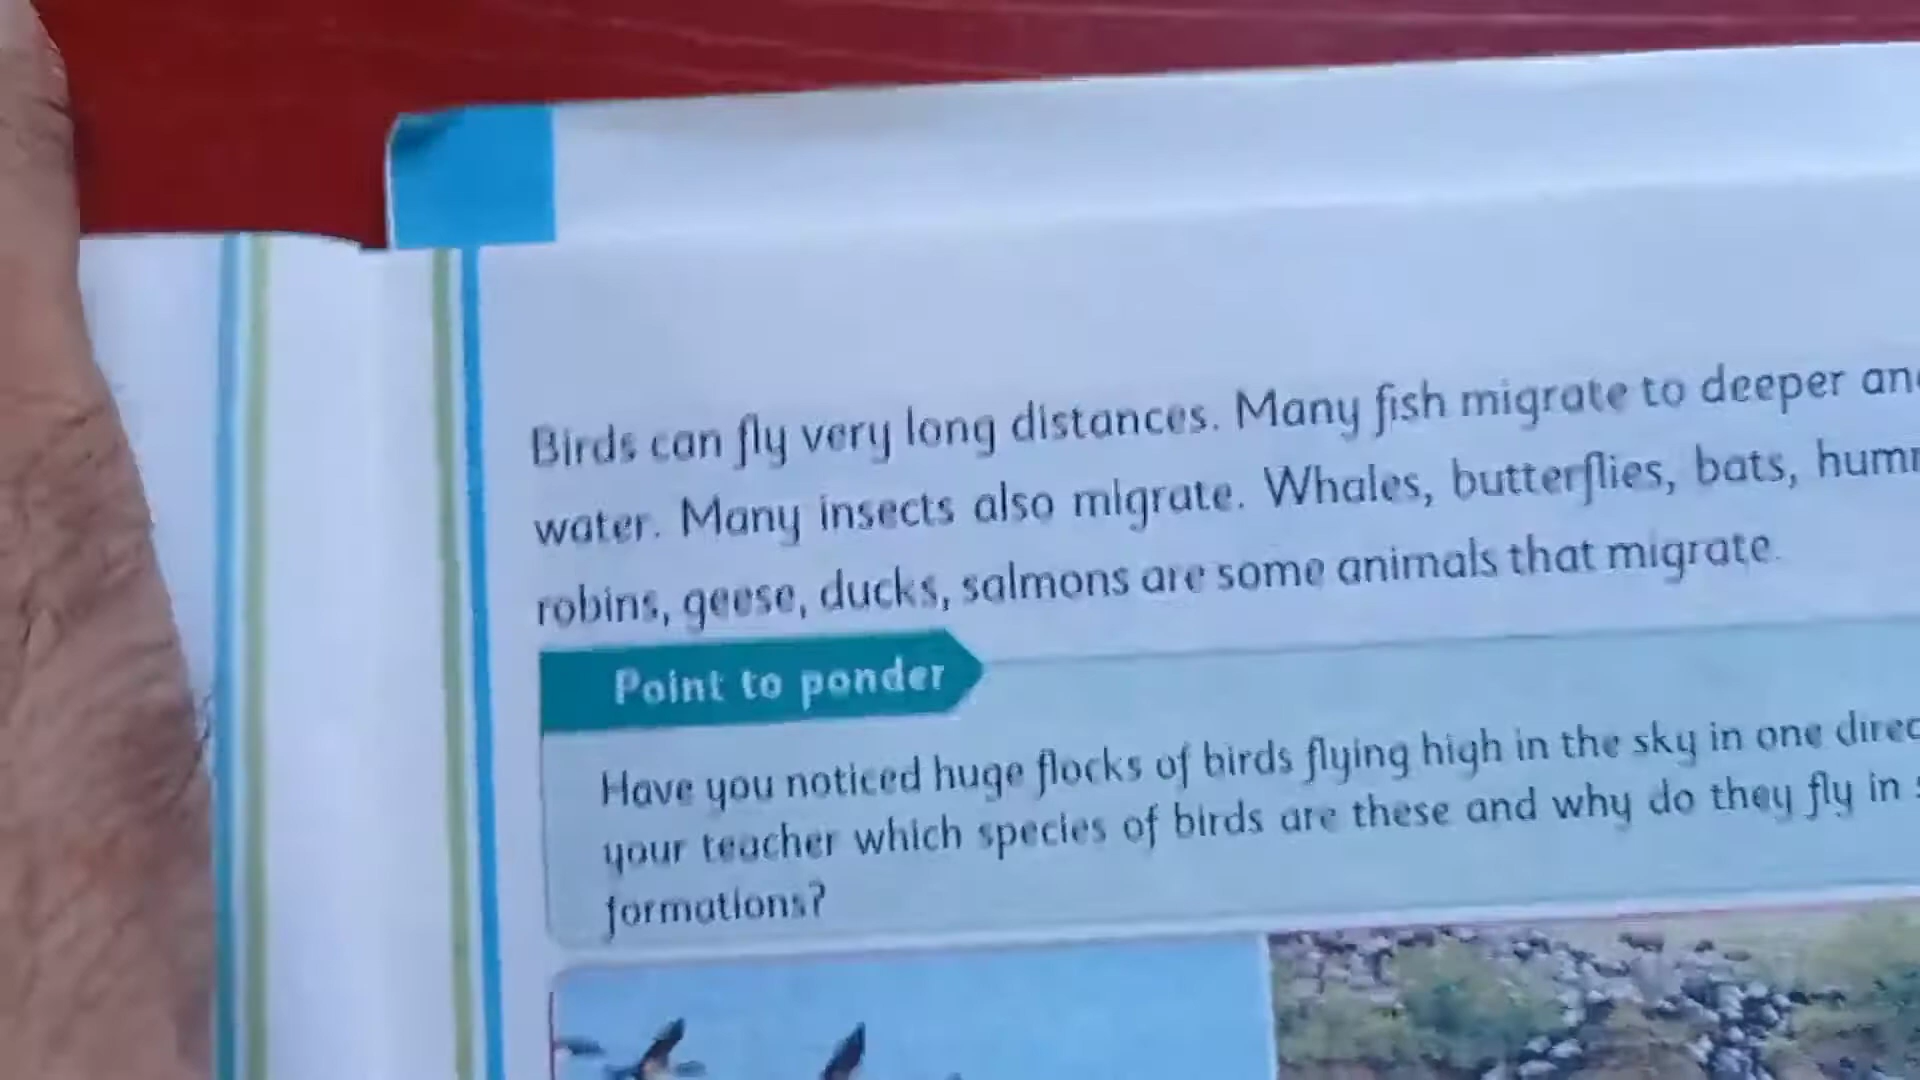 Birds can fly very long distances. Many fish migrate to deeper
water. Many insects also migrate. Whales, butterflies, bats,
robins, geese, ducks, salmons are some animals that migrate.
Point to ponder
Have you noticed huge flocks of birds flying high in the sky in one
your teacher which species of birds are these and why do they fly in
formations?